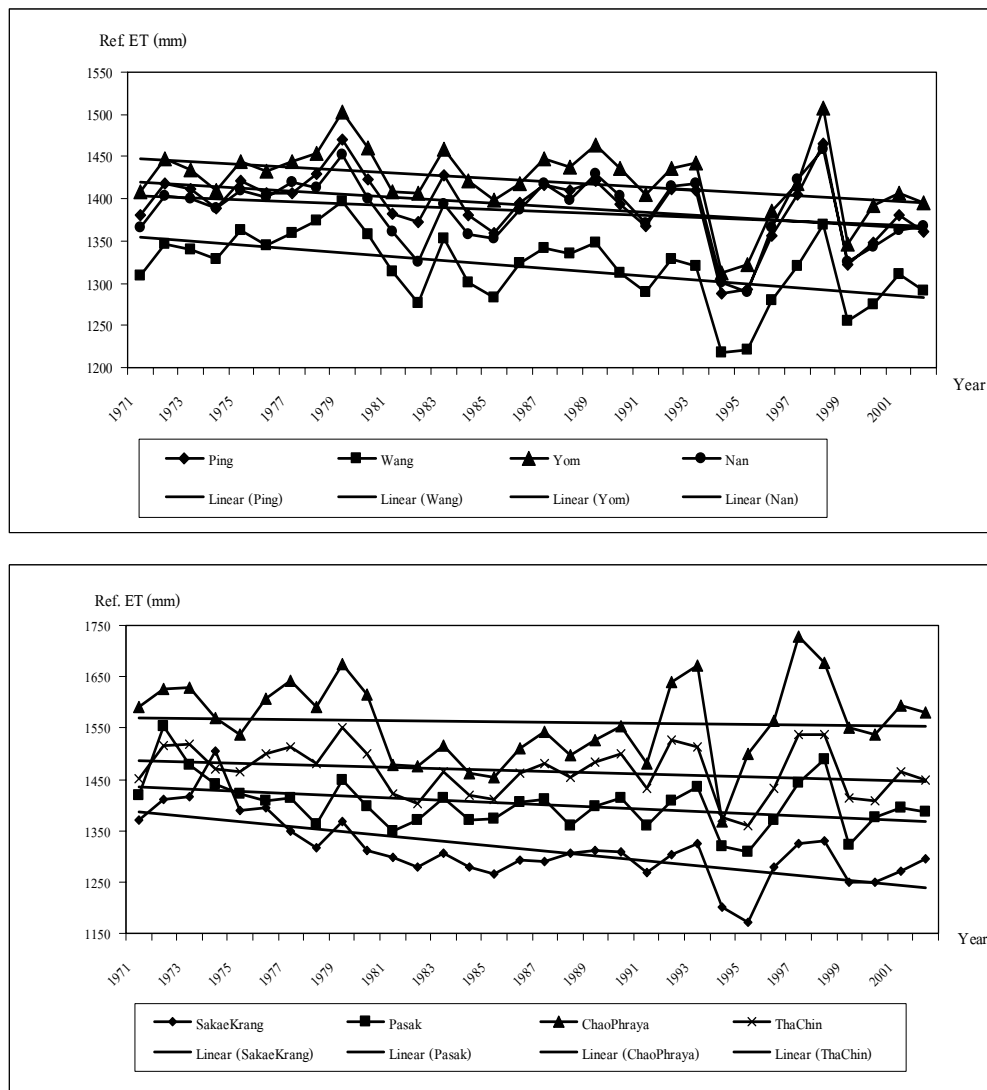 Ref. ET (mm)
1550
1500
1450
1400
1350
1300
1250
1200
1971 1973 1975 1977 1979 1981 1983 1985 1987 1989 1991 1993 1995 1997 1999 2001
Year
Ping Wang Yom Nan
Linear (Ping) Linear (Wang) Linear (Yom) Linear (Nan)
Ref. ET (mm)
1750
1650
1550
1450
1350
1250
1150
1971 1973 1975 1977 1979 1981 1983 1985 1987 1989 1991 1993 1995 1997 1999 2001
Year
SakaeKrang Pasak ChaoPhraya ThaChin
Linear (SakaeKrang) Linear (Pasak) Linear (ChaoPhraya) Linear (ThaChin)